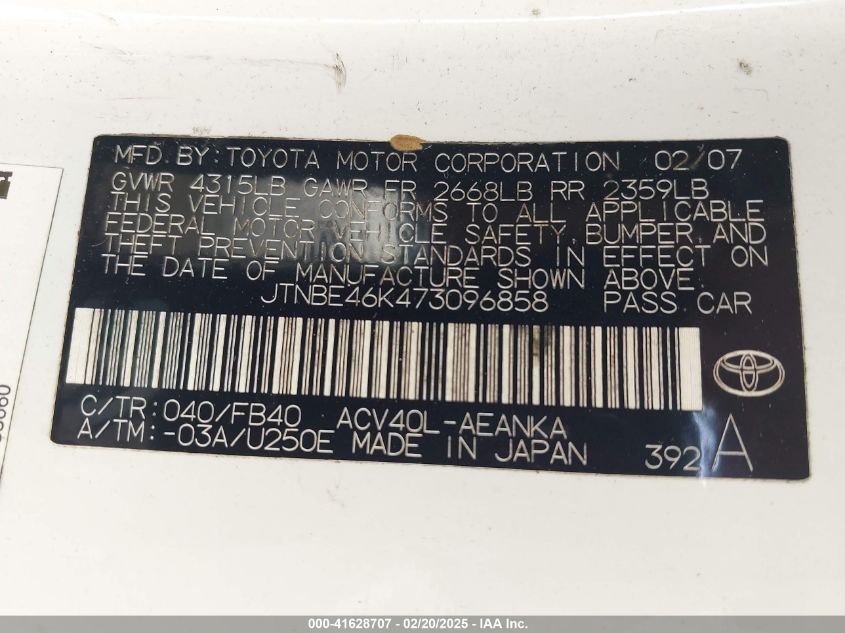 MFD. BY: TOYOTA MOTOR CORPORATION 02/07
GVWR 4315LB GAWR FR 2668LB RR 2359LB
THIS VEHICLE CONFORMS TO ALL APPLICABLE
FEDERAL MOTOR VEHICLE SAFETY, BUMPER, AND
THEFT PREVENTION STANDARDS IN EFFECT ON
THE DATE OF MANUFACTURE SHOWN ABOVE.
JTNBE46K473096858 PASS. CAR
C/TR: 040/FB40 ACV40L-AEANKA
A/TM: -03A/U250E MADE IN JAPAN 392 A
000-41628707 - 02/20/2025 - IAA Inc.